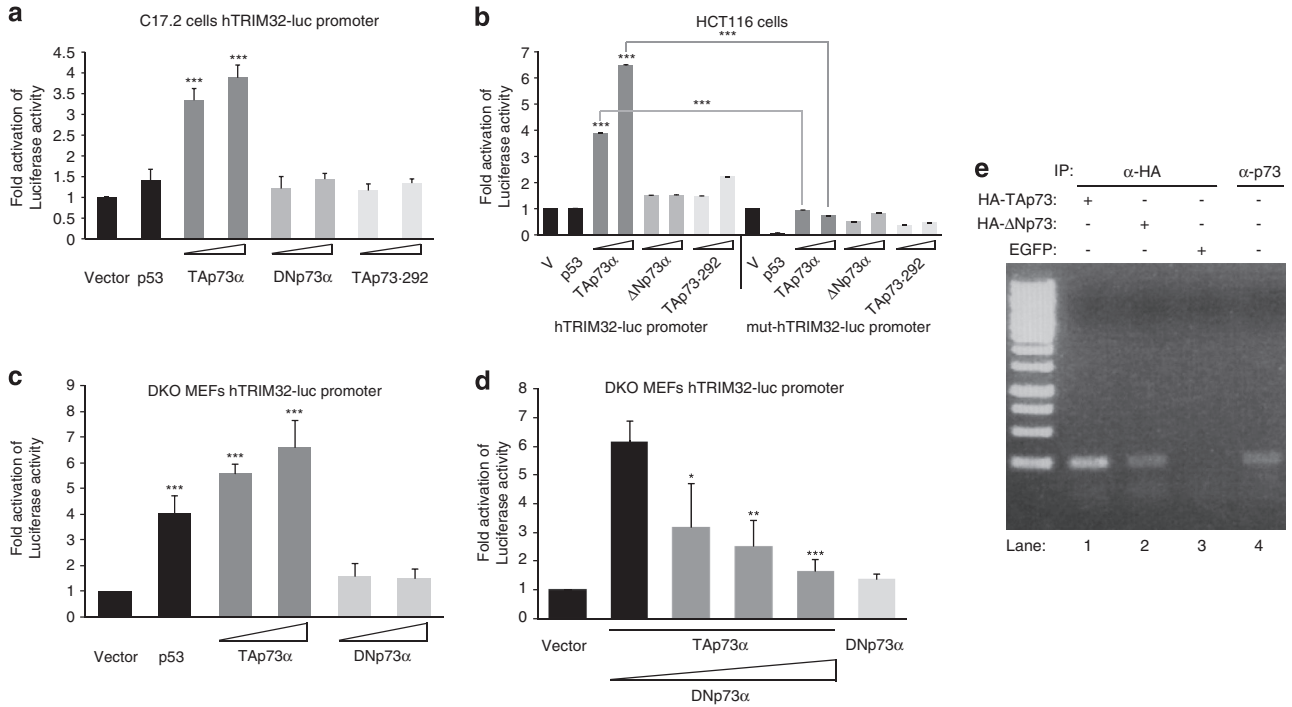 a
C17.2 cells hTRIM32-luc promoter
Fold activation of
Luciferase activity
4.5
4
3.5
3
2.5
2
1.5
1
0.5
0
***
***
Vector p53 TAp73α DNp73α TAp73-292
b
HCT116 cells
Fold activation of
Luciferase activity
7
6
5
4
3
2
1
0
***
***
***
***
V p53 TAp73α ΔNp73α TAp73-292 V p53 TAp73α ΔNp73α TAp73-292
hTRIM32-luc promoter mut-hTRIM32-luc promoter
c
DKO MEFs hTRIM32-luc promoter
Fold activation of
Luciferase activity
9
8
7
6
5
4
3
2
1
0
***
***
***
Vector p53 TAp73α DNp73α
d
DKO MEFs hTRIM32-luc promoter
Fold activation of
Luciferase activity
8
7
6
5
4
3
2
1
0
*
**
***
Vector TAp73α DNp73α
DNp73α
e
IP: α-HA α-p73
HA-TAp73: + - - -
HA-ΔNp73: - + - -
EGFP: - - + -
Lane: 1 2 3 4